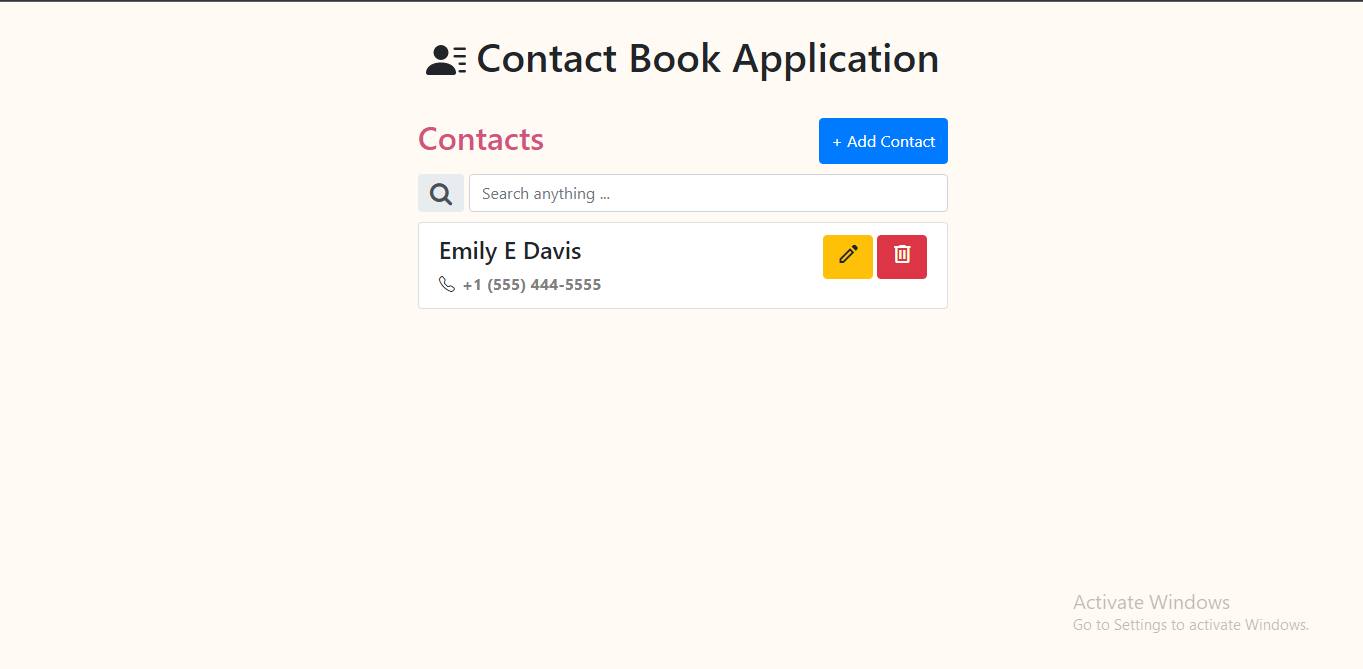 Contact Book Application
Contacts
+ Add Contact
Search anything ...
Emily E Davis
+1 (555) 444-5555
Activate Windows
Go to Settings to activate Windows.